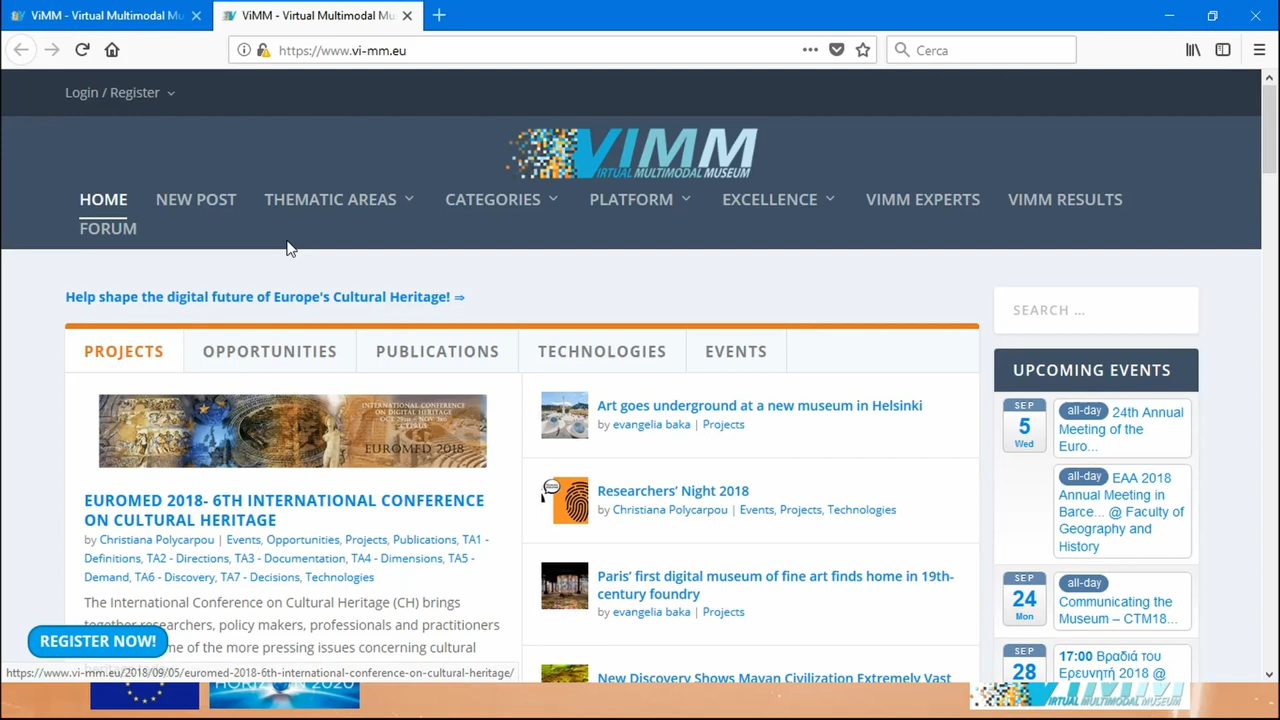 ViMM - Virtual Multimodal Mu
ViMM - Virtual Multimodal Mu
https://www.vi-mm.eu
Cerca
Login / Register
VIMM
VIRTUAL MULTIMODAL MUSEUM
HOME NEW POST THEMATIC AREAS CATEGORIES PLATFORM EXCELLENCE VIMM EXPERTS VIMM RESULTS
FORUM
Help shape the digital future of Europe's Cultural Heritage! ⇒
PROJECTS OPPORTUNITIES PUBLICATIONS TECHNOLOGIES EVENTS
INTERNATIONAL CONFERENCE
ON DIGITAL HERITAGE
OCT 29TH - NOV 3RD
CYPRUS
EUROMED 2018
EUROMED 2018- 6TH INTERNATIONAL CONFERENCE
ON CULTURAL HERITAGE
by Christiana Polycarpou | Events, Opportunities, Projects, Publications, TA1 -
Definitions, TA2 - Directions, TA3 - Documentation, TA4 - Dimensions, TA5 -
Demand, TA6 - Discovery, TA7 - Decisions, Technologies
The International Conference on Cultural Heritage (CH) brings
together researchers, policy makers, professionals and practitioners
me of the more pressing issues concerning cultural
REGISTER NOW!
https://www.vi-mm.eu/2018/09/05/euromed-2018-6th-international-conference-on-cultural-heritage/
Art goes underground at a new museum in Helsinki
by evangelia baka | Projects
Researchers’ Night 2018
by Christiana Polycarpou | Events, Projects, Technologies
Paris’ first digital museum of fine art finds home in 19th-
century foundry
by evangelia baka | Projects
New Discovery Shows Mayan Civilization Extremely Vast
SEARCH ...
UPCOMING EVENTS
SEP
5
Wed
all-day 24th Annual
Meeting of the
Euro...
all-day EAA 2018
Annual Meeting in
Barce... @ Faculty of
Geography and
History
SEP
24
Mon
all-day
Communicating the
Museum – CTM18...
SEP
28
17:00 Βραδιά του
Ερευνητή 2018 @
HORIZON 2020
VIRTUAL MULTIMODAL MUSEUM